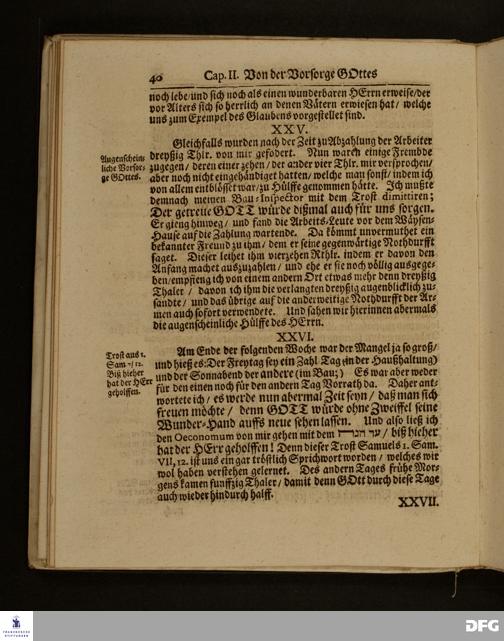 40 Cap. II. Von der Vorsorge GOttes
noch lebe/und sich noch als einen wunderbaren HErrn erweise/der
vor Alters sich so herrlich an denen Vätern erwiesen hat/ welche
uns zum Exempel des Glaubens vorgestellet sind.
XXV.
Augenschein-
liche Vorsor-
ge GOttes.
Gleichfalls wurden nach der Zeit zu Abzahlung der Arbeiter
dreyßig Thlr. von mir gefodert. Nun waren einige Fremdde
zugegen/ deren einer zehen/ der ander vier Thlr. mir versprochen/
aber noch nicht eingehändiget hatten/ welche man sonst/ indem ich
von allem entblösset war/zu Hülffe genommen hätte. Ich mußte
demnach meinen Bau-Inspector mit dem Trost dimittiren;
Der getreue GOTT würde dißmal auch für uns sorgen.
Er gieng hinweg/ und fand die Arbeits-Leute vor dem Wäysen-
Hause auf die Zahlung wartende. Da kömmt unvermuthet ein
bekannter Freund zu ihm/ dem er seine gegenwärtige Nothdurfft
saget. Dieser leihet ihm vierzehen Rthlr. indem er davon den
Anfang machet auszuzahlen/ und ehe er sie noch völlig ausgege-
ben/empfieng ich von einem andern Ort etwas mehr denn dreyßig
Thaler / davon ich ihm die verlangten dreyßig augenblicklich zu-
sandte/ und das übrige auf die anderweitige Nothdurfft der Ar-
men auch sofort verwendete. Und sahen wir hierinnen abermals
die augenscheinliche Hülffe des HErrn.
XXVI.
Trost aus 1.
Sam. 7/ 12.
Biß hieher
hat der HErr
geholffen.
Am Ende der folgenden Woche war der Mangel ja so groß/
und hieß es: Der Freytag sey ein Zahl Tag (in der Haußhaltung)
und der Sonnabend der andere (im Bau;) Es war aber weder
für den einen noch für den andern Tag Vorrath da. Daher ant-
wortete ich/ es werde nun abermal Zeit seyn/ daß man sich
freuen möchte/ denn GOTT würde ohne Zweiffel seine
Wunder-Hand auffs neue sehen lassen. Und also ließ ich
den Oeconomum von mir gehen mit dem עד הנה / biß hieher
hat der HErr geholffen! Denn dieser Trost Samuels 1. Sam.
VII, 12. ist uns ein gar tröstlich Sprichwort worden / welches wir
wol haben verstehen gelernet. Des andern Tages frühe Mor-
gens kamen funffzig Thaler/ damit denn GOtt durch diese Tage
auch wieder hindurch halff.
XXVII.
FRANCKESCHE
STIFTUNGEN
DFG